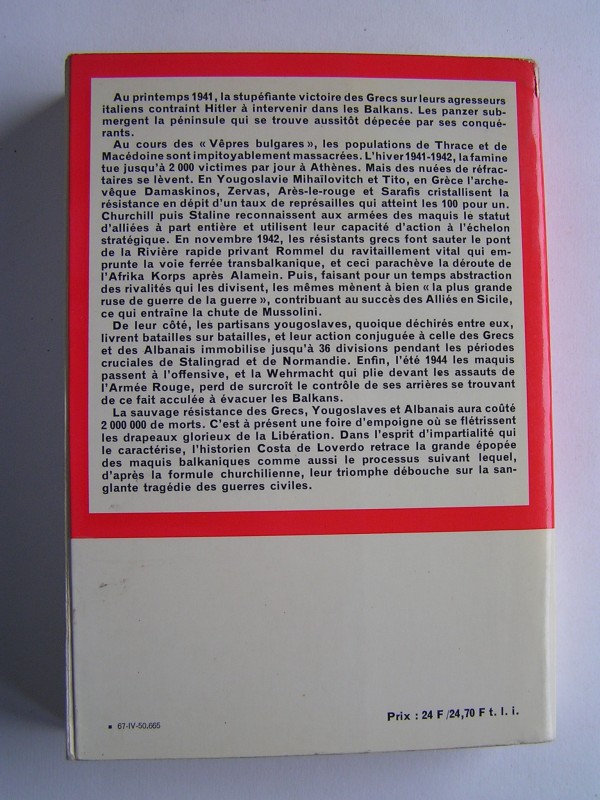 Au printemps 1941, la stupéfiante victoire des Grecs sur leurs agresseurs
italiens contraint Hitler à intervenir dans les Balkans. Les panzer sub-
mergent la péninsule qui se trouve aussitôt dépecée par ses conqué-
rants.
Au cours des « Vêpres bulgares », les populations de Thrace et de
Macédoine sont impitoyablement massacrées. L'hiver 1941-1942, la famine
tue jusqu'à 2 000 victimes par jour à Athènes. Mais des nuées de réfrac-
taires se lèvent. En Yougoslavie Mihaïlovitch et Tito, en Grèce l'arche-
vêque Damaskinos, Zervas, Arès-le-rouge et Sarafis cristallisent la
résistance en dépit d'un taux de représailles qui atteint les 100 pour un.
Churchill puis Staline reconnaissent aux armées des maquis le statut
d'alliées à part entière et utilisent leur capacité d'action à l'échelon
stratégique. En novembre 1942, les résistants grecs font sauter le pont
de la Rivière rapide privant Rommel du ravitaillement vital qui em-
prunte la voie ferrée transbalkanique, et ceci parachève la déroute de
l'Afrika Korps après Alamein. Puis, faisant pour un temps abstraction
des rivalités qui les divisent, les mêmes mènent à bien « la plus grande
ruse de guerre de la guerre », contribuant au succès des Alliés en Sicile,
ce qui entraîne la chute de Mussolini.
De leur côté, les partisans yougoslaves, quoique déchirés entre eux,
livrent batailles sur batailles, et leur action conjuguée à celle des Grecs
et des Albanais immobilise jusqu'à 36 divisions pendant les périodes
cruciales de Stalingrad et de Normandie. Enfin, l'été 1944 les maquis
passent à l'offensive, et la Wehrmacht qui plie devant les assauts de
l'Armée Rouge, perd de surcroît le contrôle de ses arrières se trouvant
de ce fait acculée à évacuer les Balkans.
La sauvage résistance des Grecs, Yougoslaves et Albanais aura coûté
2 000 000 de morts. C'est à présent une foire d'empoigne où se flétrissent
les drapeaux glorieux de la Libération. Dans l'esprit d'impartialité qui
le caractérise, l'historien Costa de Loverdo retrace la grande épopée
des maquis balkaniques comme aussi le processus suivant lequel,
d'après la formule churchilienne, leur triomphe débouche sur la san-
glante tragédie des guerres civiles.
■ 67-IV-50.665
Prix : 24 F/24,70 F t. l. i.